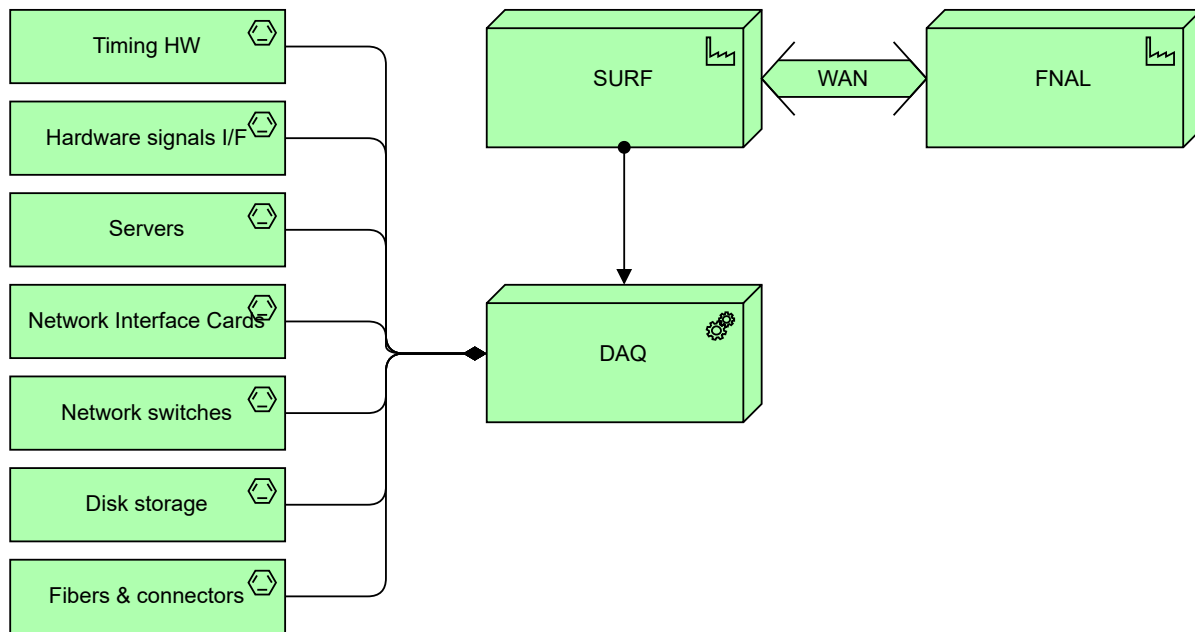 Timing HW
Hardware signals I/F
Servers
Network Interface Cards
Network switches
Disk storage
Fibers & connectors
SURF
WAN
FNAL
DAQ